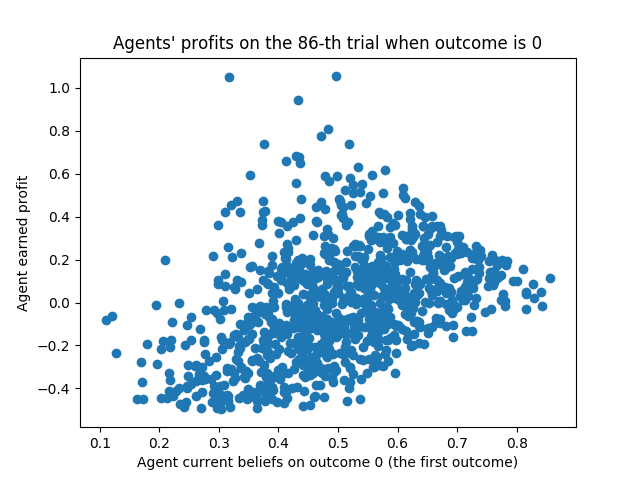 Agents' profits on the 86-th trial when outcome is 0
Agent earned profit
1.0
0.8
0.6
0.4
0.2
0.0
−0.2
−0.4
0.1 0.2 0.3 0.4 0.5 0.6 0.7 0.8
Agent current beliefs on outcome 0 (the first outcome)